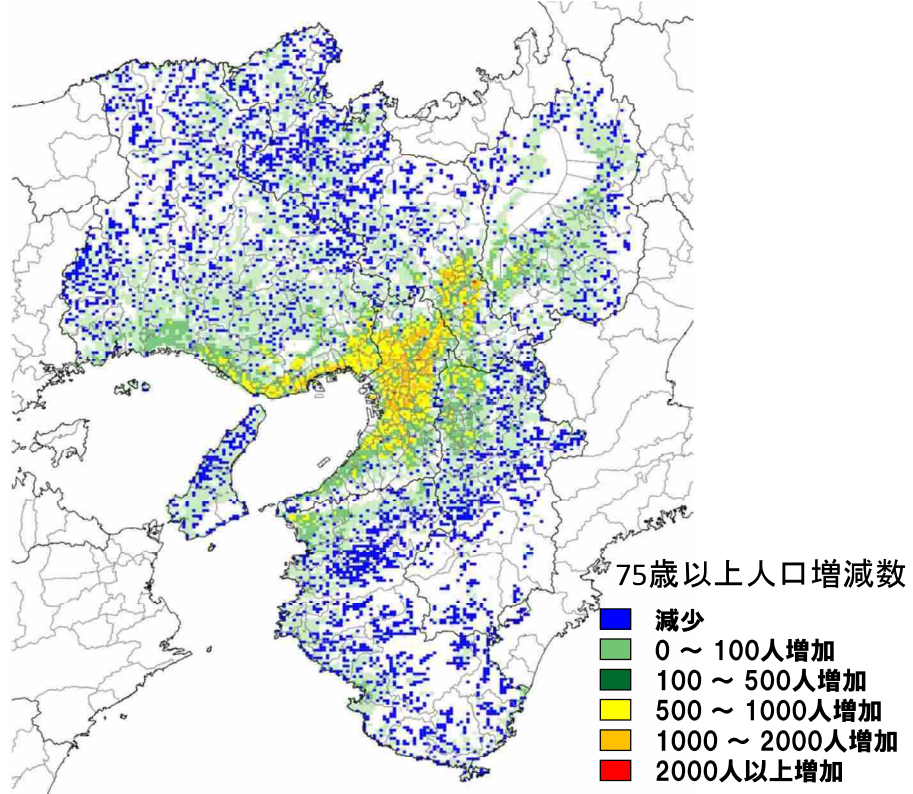 75歳以上人口増減数
減少
0 ～ 100人増加
100 ～ 500人増加
500 ～ 1000人増加
1000 ～ 2000人増加
2000人以上増加